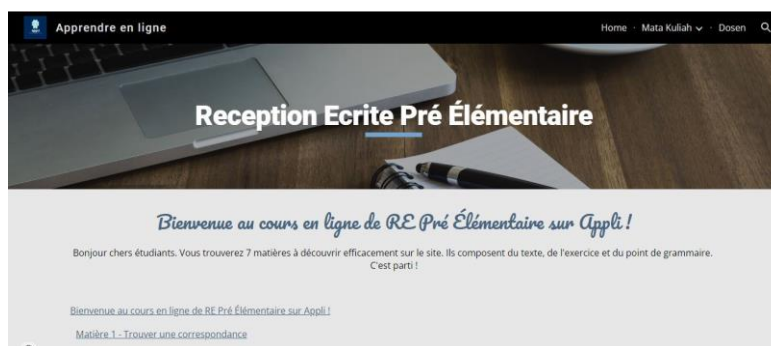 Apprendre en ligne
Home · Mata Kuliah · Dosen
Reception Ecrite Pré Élémentaire
Bienvenue au cours en ligne de RE Pré Élémentaire sur Appli !
Bonjour chers étudiants. Vous trouverez 7 matières à découvrir efficacement sur le site. Ils composent du texte, de l'exercice et du point de grammaire.
C'est parti !
Bienvenue au cours en ligne de RE Pré Élémentaire sur Appli !
Matière 1 - Trouver une correspondance